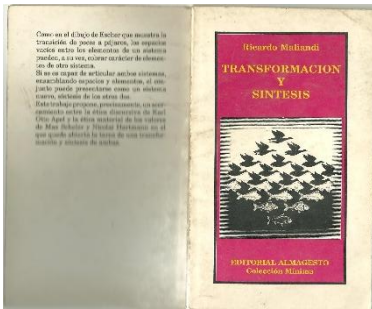 Como en el dibujo de Escher que muestra la
transición de peces a pájaros, los espacios
vacíos entre los elementos de un sistema
pueden, a su vez, cobrar carácter de elemen-
tos de otro sistema.
Si se es capaz de articular ambos sistemas,
ensamblando espacios y elementos, el con-
junto puede presentarse como un sistema
nuevo, síntesis de los otros dos.
Este trabajo propone, precisamente, un acer-
camiento entre la ética discursiva de Karl
Otto Apel y la ética material de los valores
de Max Scheler y Nicolai Hartmann en el
que quede abierta la tarea de una transfor-
mación y síntesis de ambas.
Ricardo Maliandi
TRANSFORMACION
Y
SINTESIS
EDITORIAL ALMAGESTO
Colección Mínima